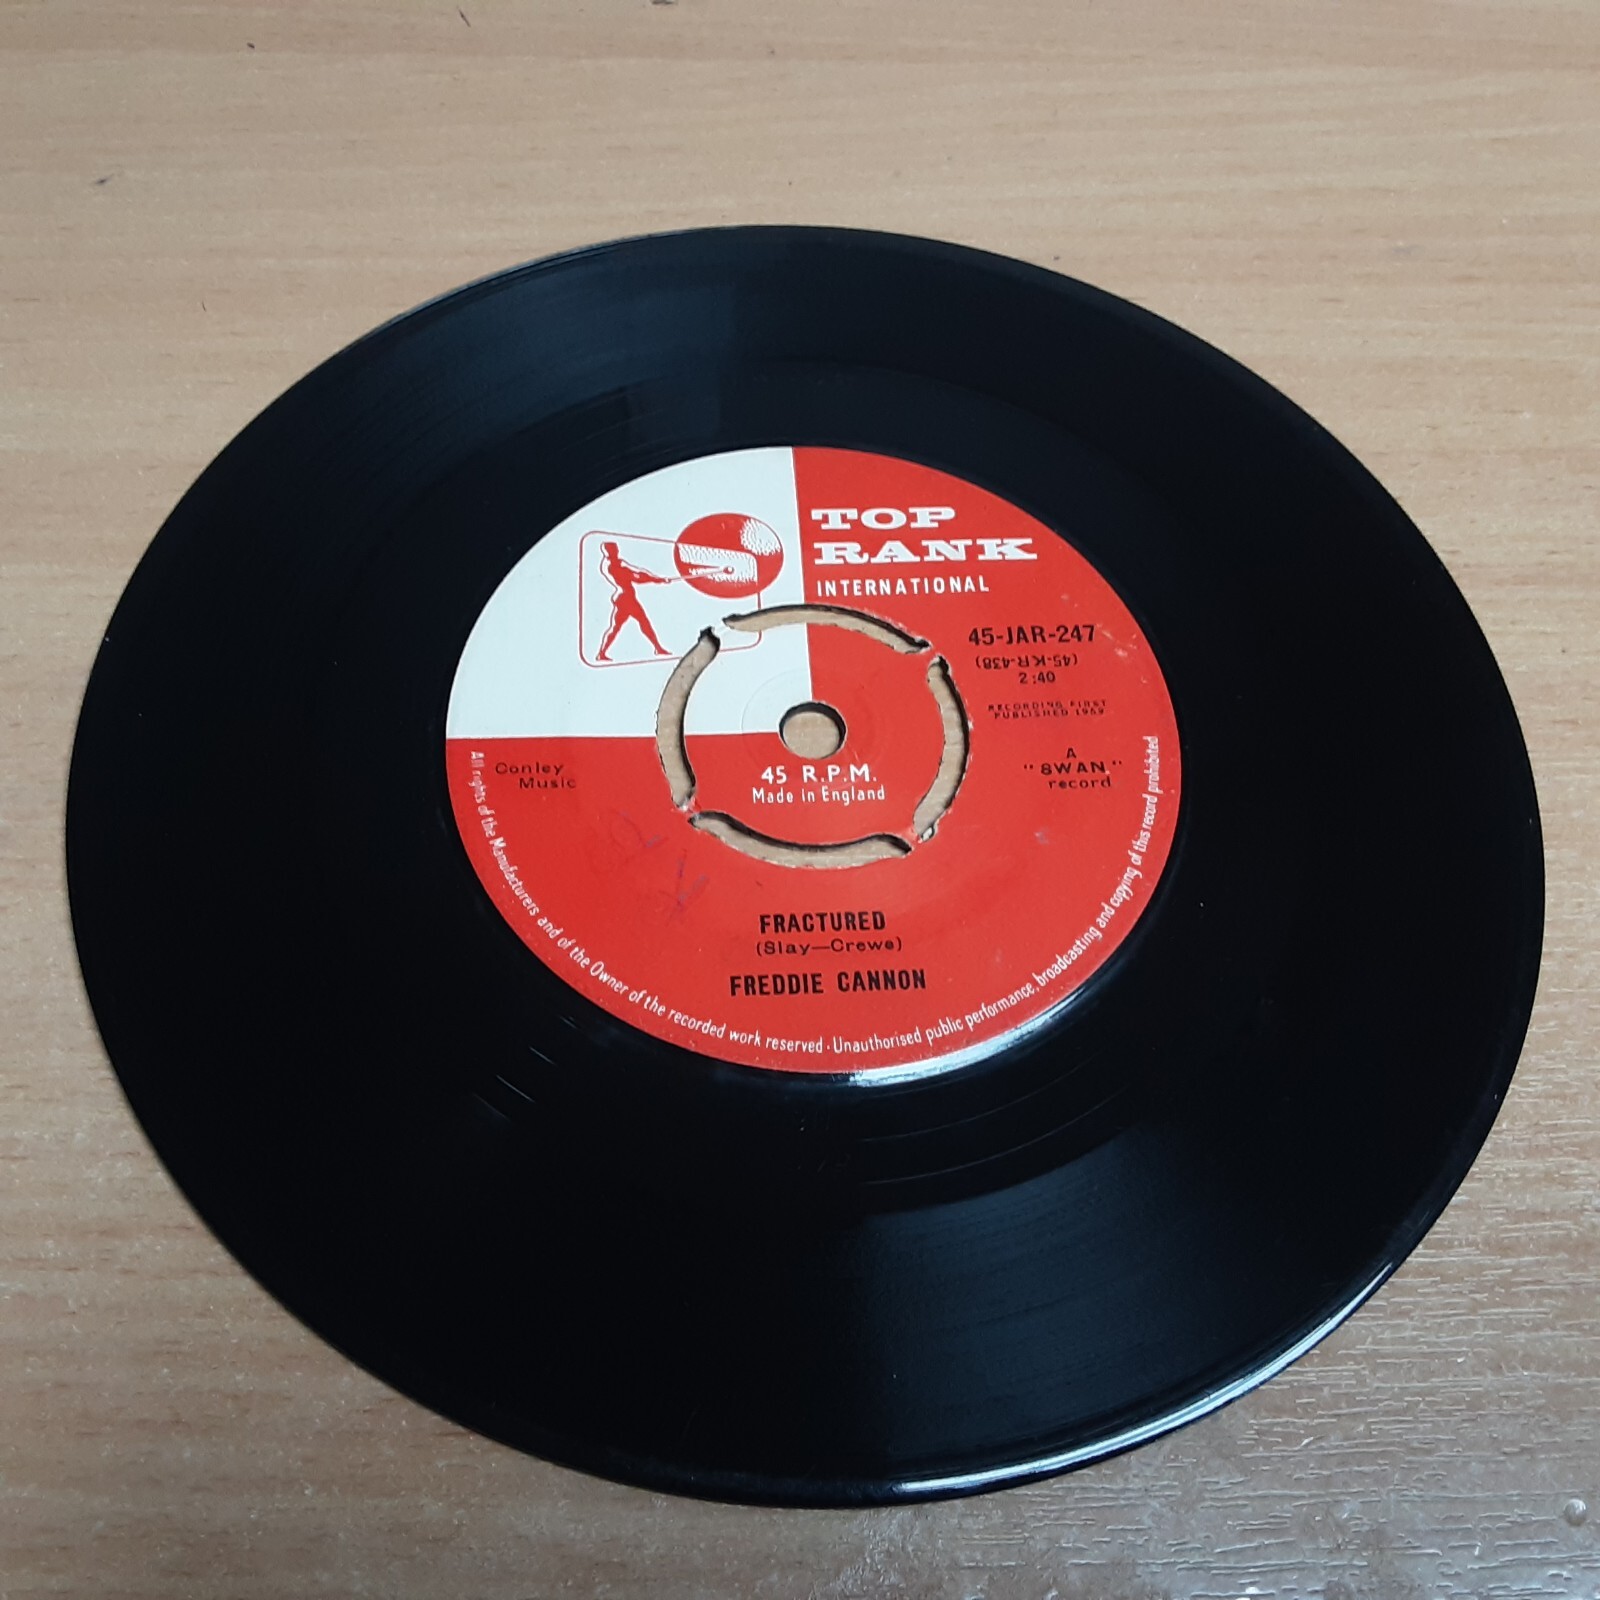 TOP
RANK
INTERNATIONAL
45-JAR-247
(45-KR-438)
2:40
RECORDING FIRST
PUBLISHED 1959
Conley
Music
A
"SWAN"
record
45 R.P.M.
Made in England
FRACTURED
(Slay—Crewe)
FREDDIE CANNON
All rights of the Manufacturers and of the Owner of the recorded work reserved · Unauthorised public performance, broadcasting and copying of this record prohibited